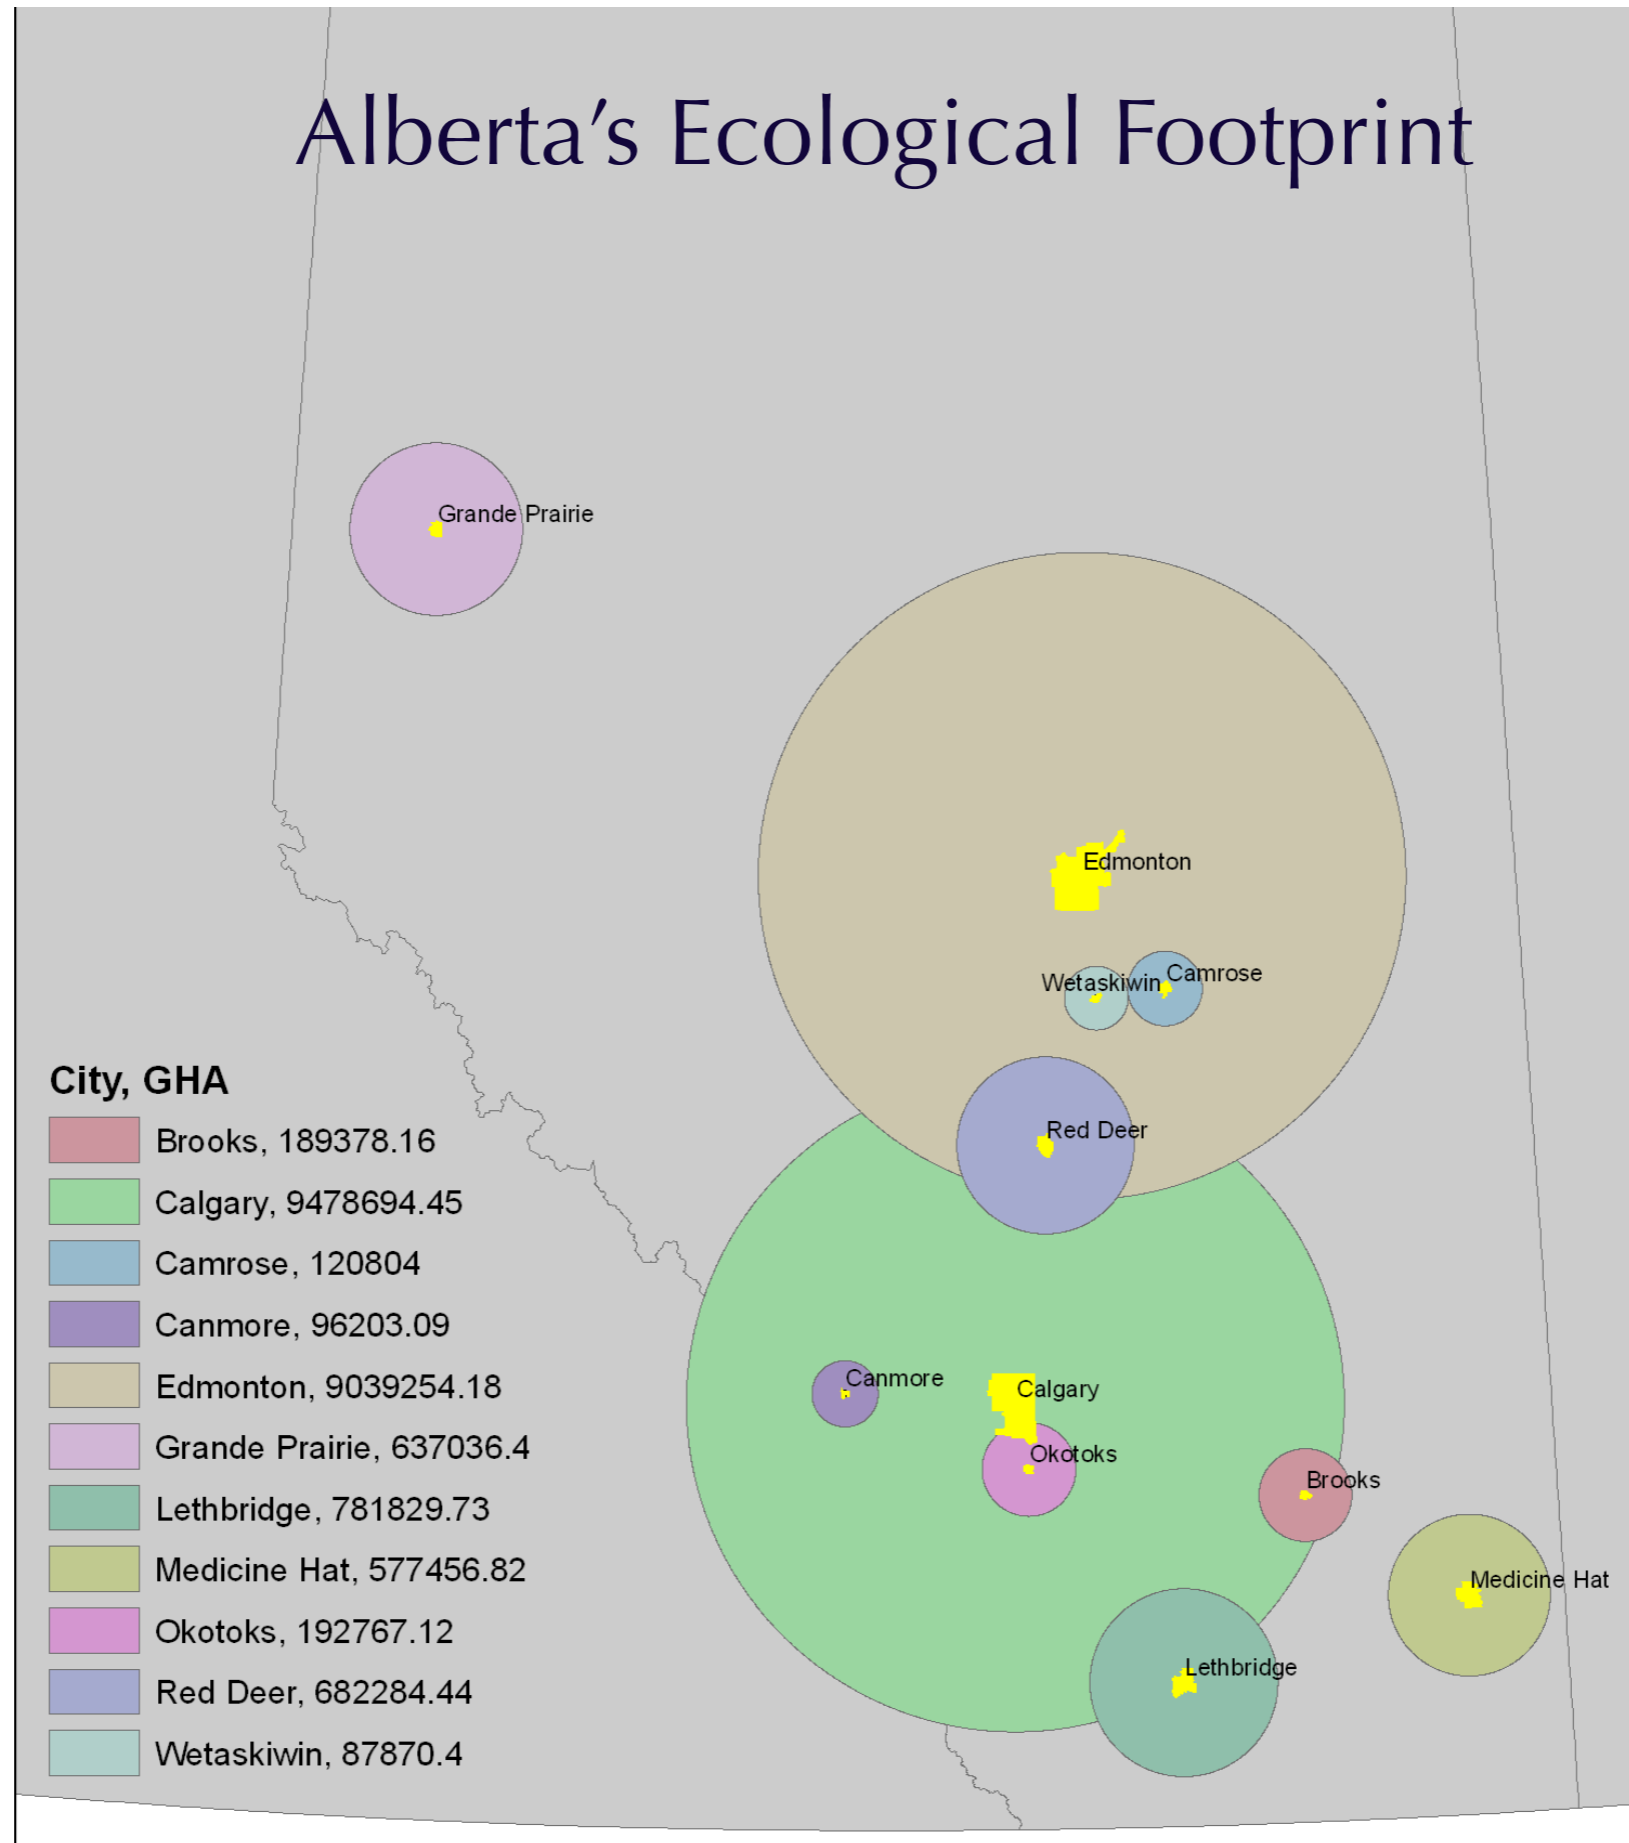 Alberta’s Ecological Footprint
Grande Prairie
Edmonton
Wetaskiwin
Camrose
Red Deer
Canmore
Calgary
Okotoks
Brooks
Medicine Hat
Lethbridge
City, GHA
Brooks, 189378.16
Calgary, 9478694.45
Camrose, 120804
Canmore, 96203.09
Edmonton, 9039254.18
Grande Prairie, 637036.4
Lethbridge, 781829.73
Medicine Hat, 577456.82
Okotoks, 192767.12
Red Deer, 682284.44
Wetaskiwin, 87870.4